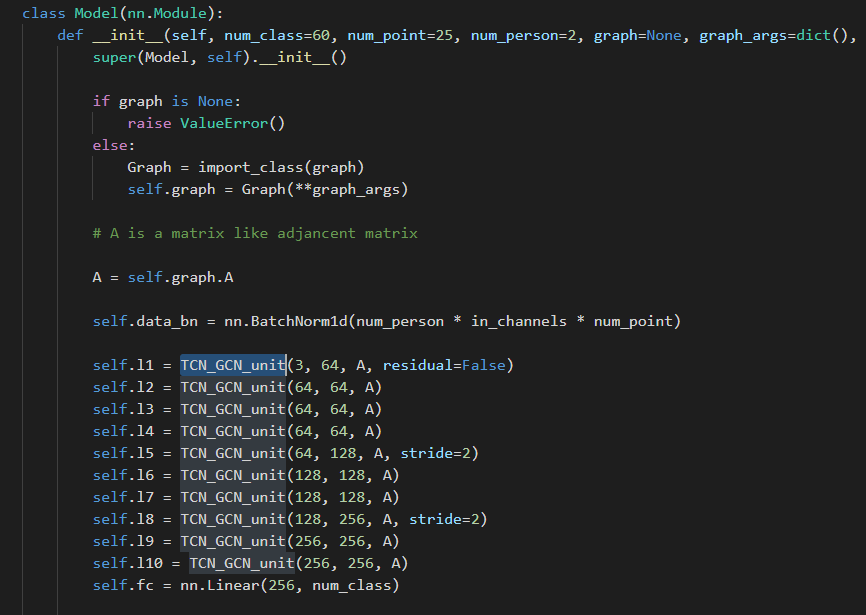 class Model(nn.Module):
def __init__(self, num_class=60, num_point=25, num_person=2, graph=None, graph_args=dict(),
super(Model, self).__init__()
if graph is None:
raise ValueError()
else:
Graph = import_class(graph)
self.graph = Graph(**graph_args)
# A is a matrix like adjancent matrix
A = self.graph.A
self.data_bn = nn.BatchNorm1d(num_person * in_channels * num_point)
self.l1 = TCN_GCN_unit(3, 64, A, residual=False)
self.l2 = TCN_GCN_unit(64, 64, A)
self.l3 = TCN_GCN_unit(64, 64, A)
self.l4 = TCN_GCN_unit(64, 64, A)
self.l5 = TCN_GCN_unit(64, 128, A, stride=2)
self.l6 = TCN_GCN_unit(128, 128, A)
self.l7 = TCN_GCN_unit(128, 128, A)
self.l8 = TCN_GCN_unit(128, 256, A, stride=2)
self.l9 = TCN_GCN_unit(256, 256, A)
self.l10 = TCN_GCN_unit(256, 256, A)
self.fc = nn.Linear(256, num_class)